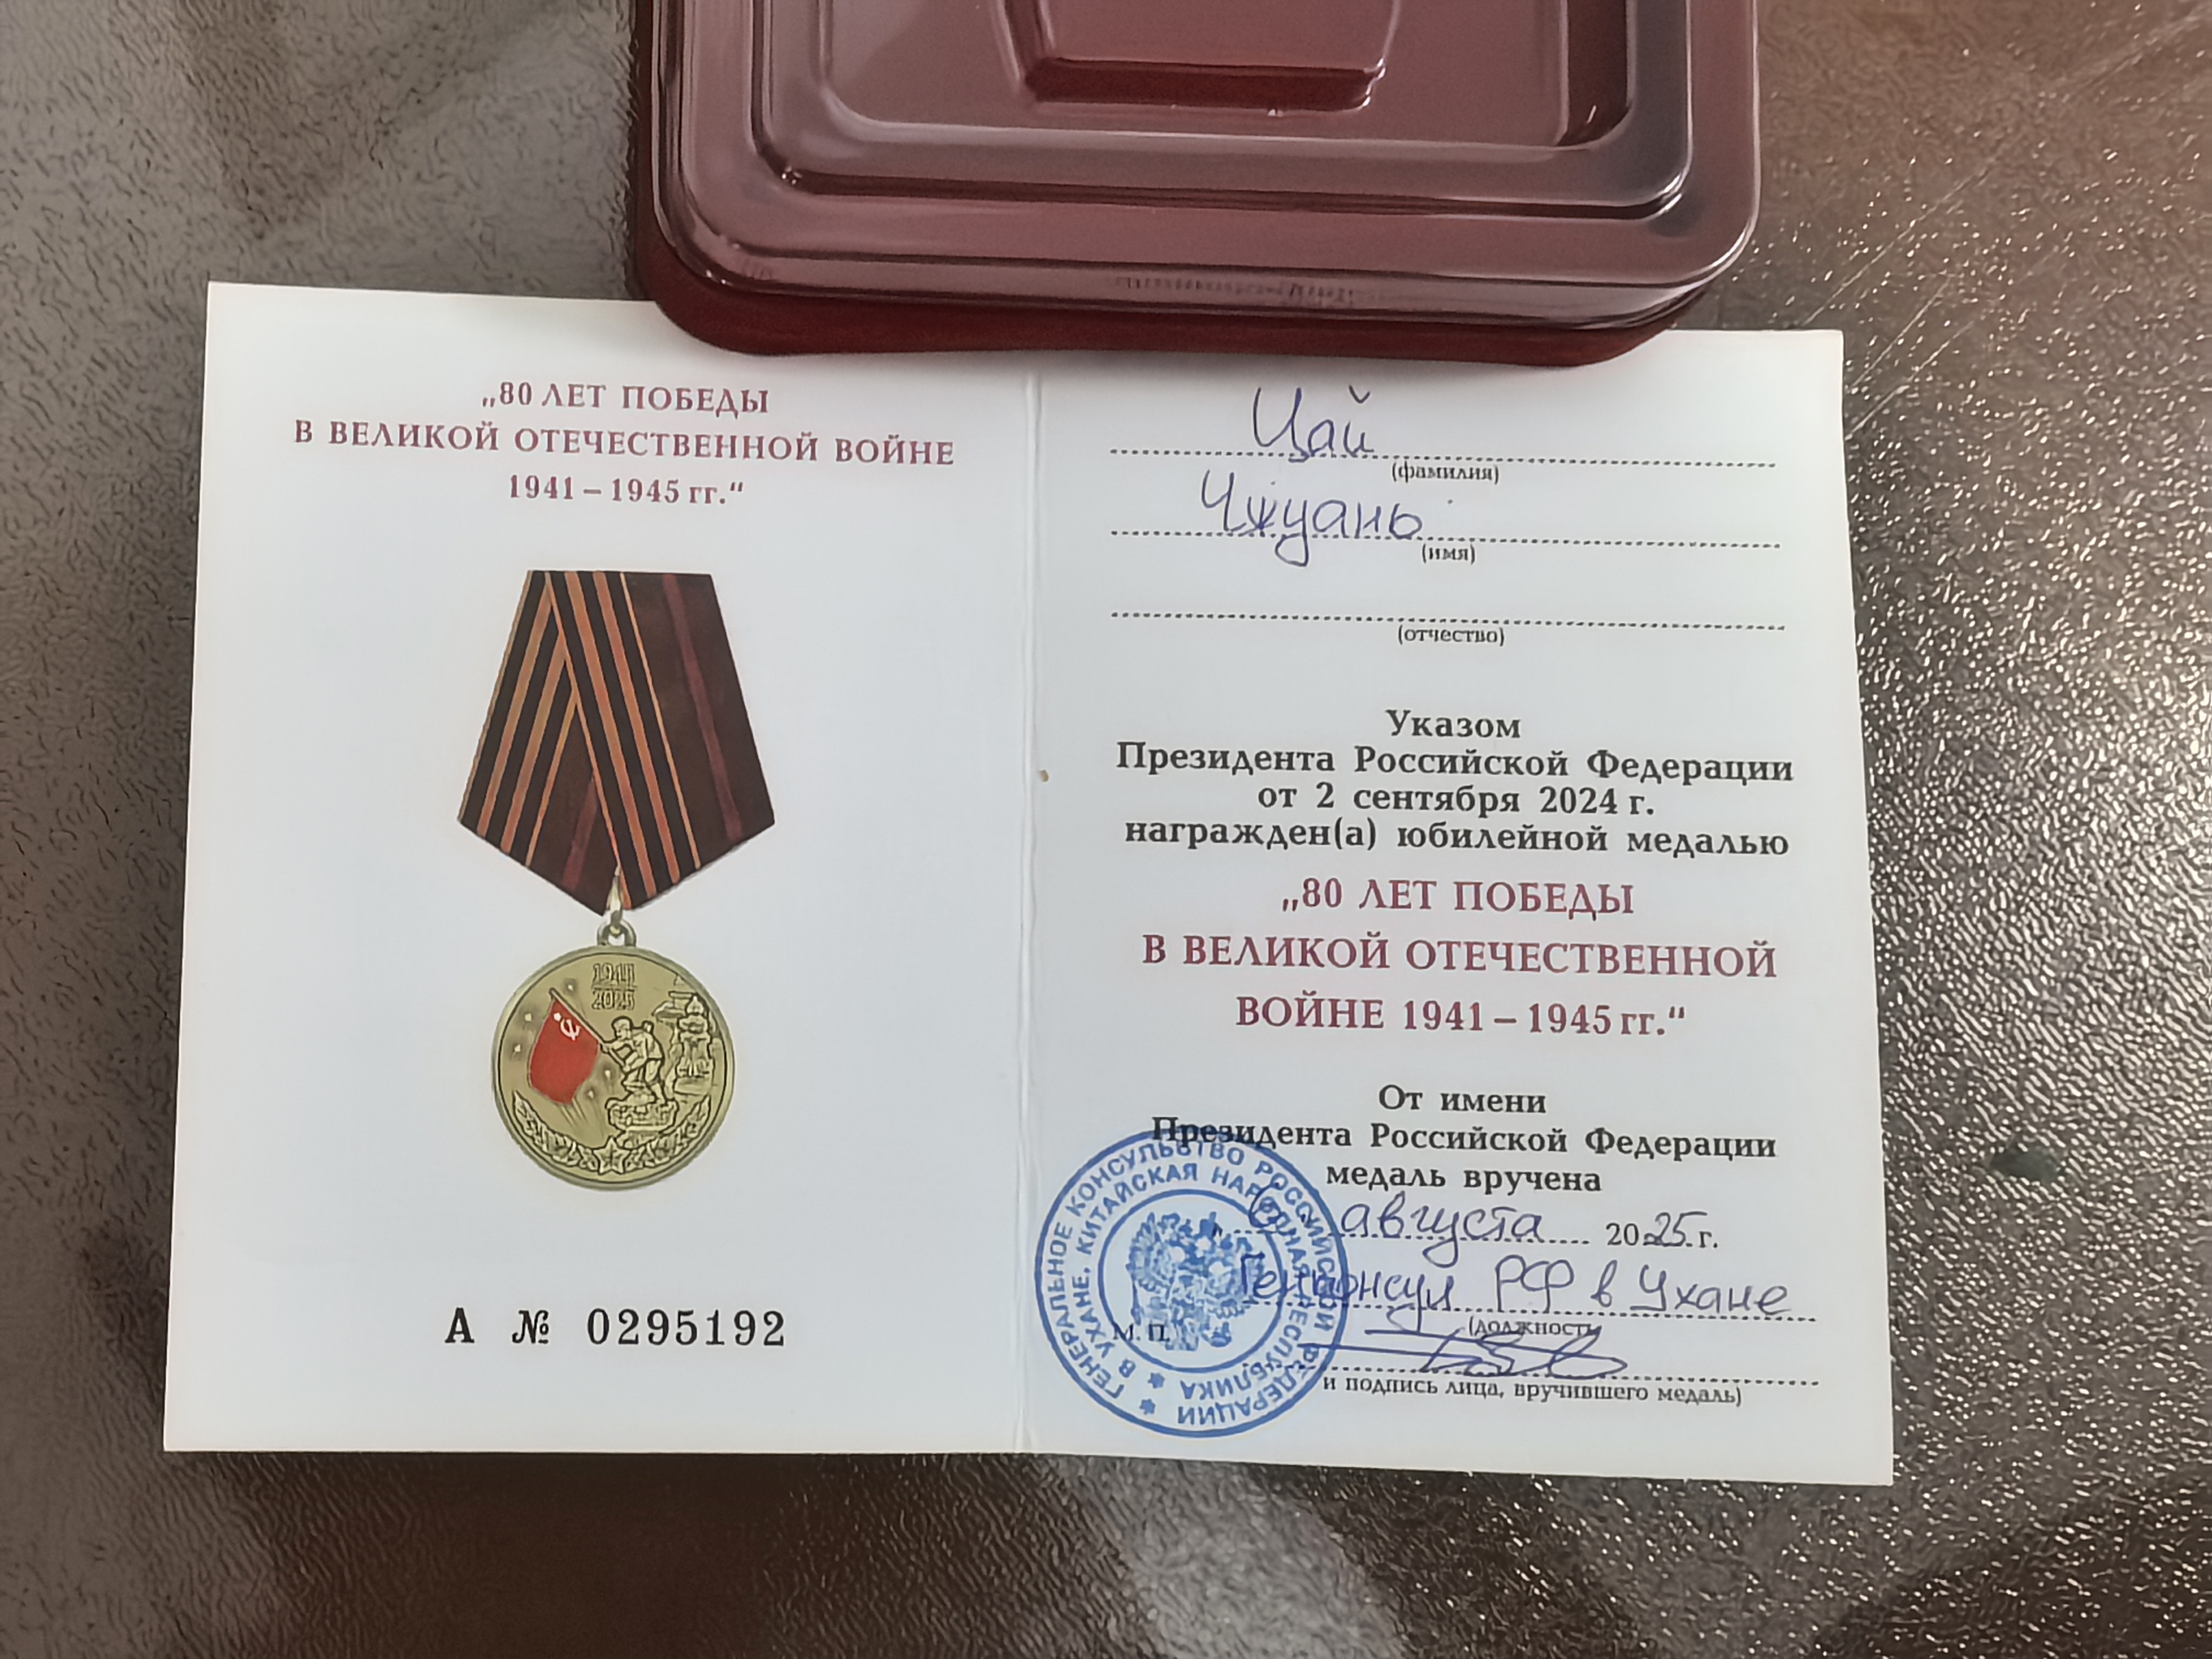 „80 ЛЕТ ПОБЕДЫ
В ВЕЛИКОЙ ОТЕЧЕСТВЕННОЙ ВОЙНЕ
1941 – 1945 гг.“
1941
2025
А № 0295192
Цай
(фамилия)
Чжуань
(имя)
(отчество)
Указом
Президента Российской Федерации
от 2 сентября 2024 г.
награжден(а) юбилейной медалью
„80 ЛЕТ ПОБЕДЫ
В ВЕЛИКОЙ ОТЕЧЕСТВЕННОЙ
ВОЙНЕ 1941 – 1945 гг.“
От имени
Президента Российской Федерации
медаль вручена
августа 2025 г.
Генконсул РФ в Ухане
(должность
М. П.
и подпись лица, вручившего медаль)
ГЕНЕРАЛЬНОЕ КОНСУЛЬСТВО РОССИЙСКОЙ ФЕДЕРАЦИИ
В УХАНЕ, КИТАЙСКАЯ НАРОДНАЯ РЕСПУБЛИКА